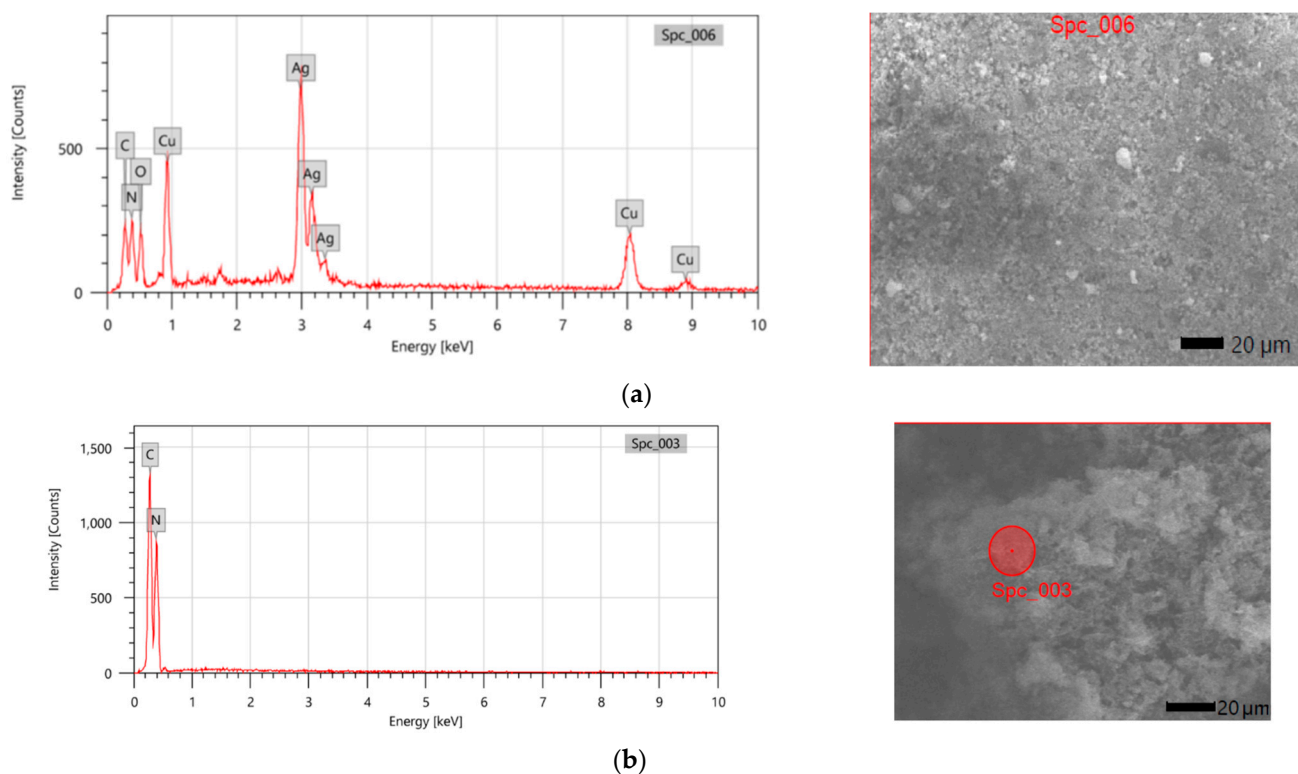 Spc_006
Ag
Cu
C
O
N
Ag
Ag
Cu
Cu
500
0
0 1 2 3 4 5 6 7 8 9 10
Intensity [Counts]
Energy [keV]
Spc_006
20 µm
(a)
Spc_003
C
N
1,500
1,000
500
0
0 1 2 3 4 5 6 7 8 9 10
Intensity [Counts]
Energy [keV]
Spc_003
20 µm
(b)